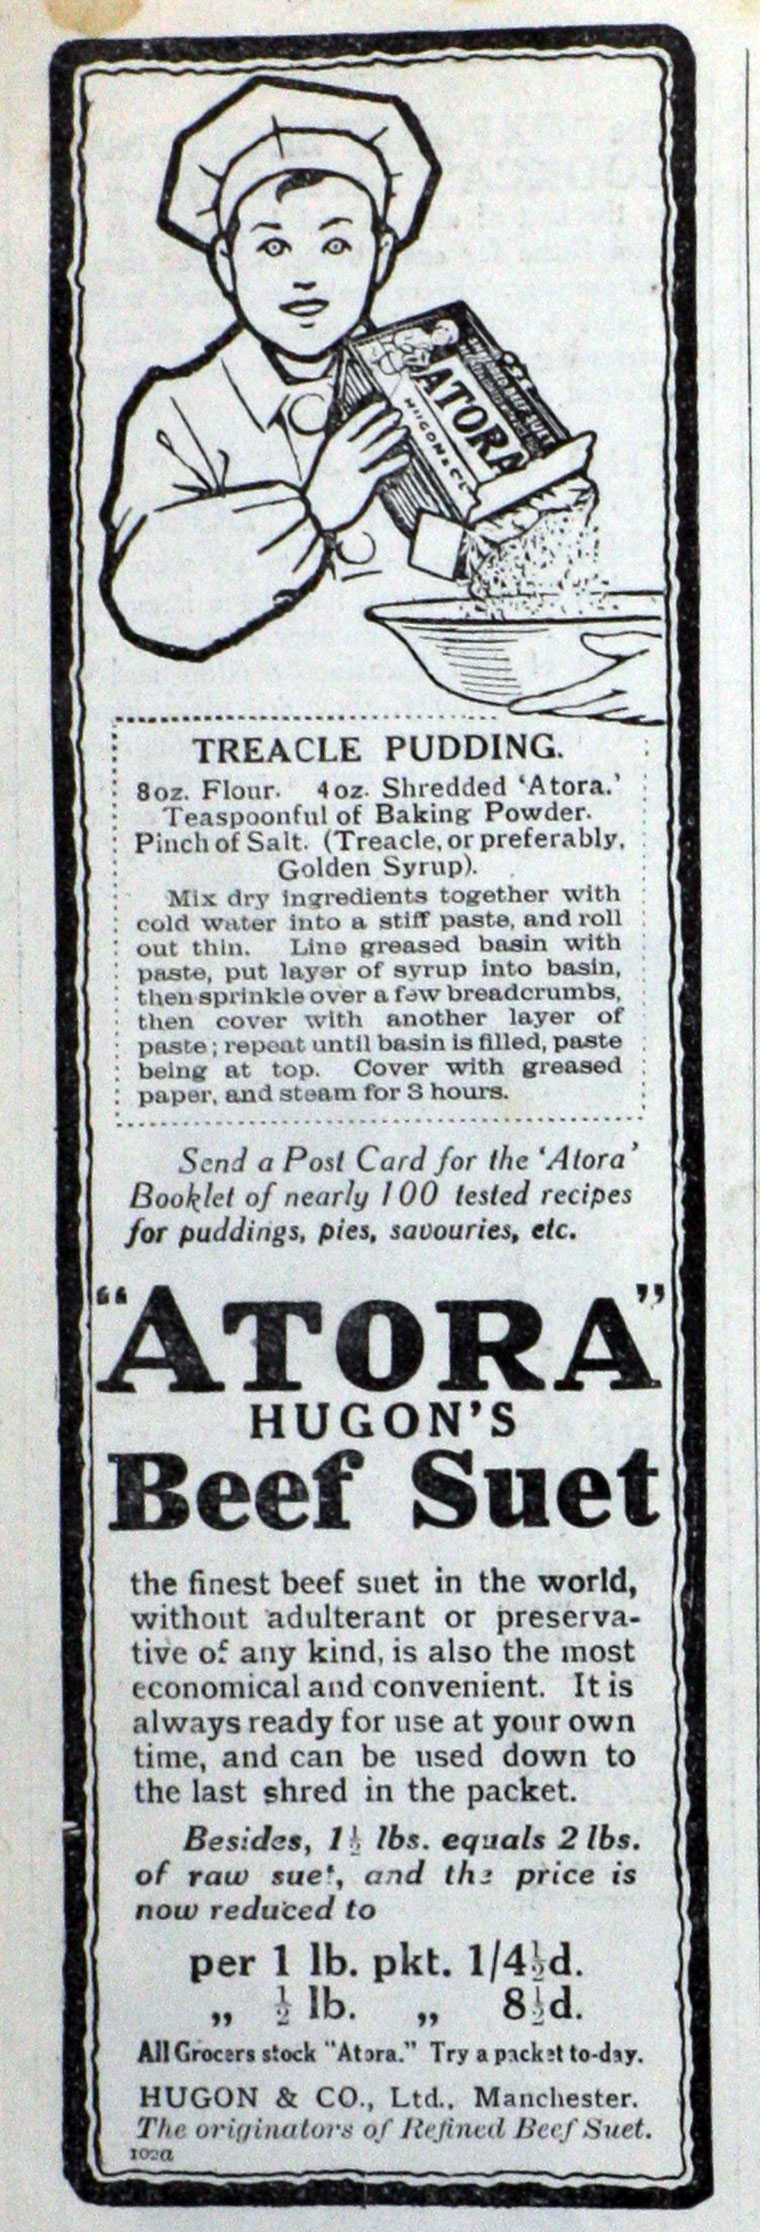 ATORA
HUGON & Co
TREACLE PUDDING.
8oz. Flour. 4oz. Shredded ‘Atora.’
Teaspoonful of Baking Powder.
Pinch of Salt. (Treacle, or preferably,
Golden Syrup).
Mix dry ingredients together with
cold water into a stiff paste, and roll
out thin. Line greased basin with
paste, put layer of syrup into basin,
then sprinkle over a few breadcrumbs,
then cover with another layer of
paste; repeat until basin is filled, paste
being at top. Cover with greased
paper, and steam for 3 hours.
Send a Post Card for the ‘Atora’
Booklet of nearly 100 tested recipes
for puddings, pies, savouries, etc.
“ATORA”
HUGON'S
Beef Suet
the finest beef suet in the world,
without adulterant or preserva-
tive of any kind, is also the most
economical and convenient. It is
always ready for use at your own
time, and can be used down to
the last shred in the packet.
Besides, 1½ lbs. equals 2 lbs.
of raw suet, and the price is
now reduced to
per 1 lb. pkt. 1/4½d.
„ ½ lb. „ 8½d.
All Grocers stock "Atora." Try a packet to-day.
HUGON & CO., Ltd., Manchester.
The originators of Refined Beef Suet.
102a